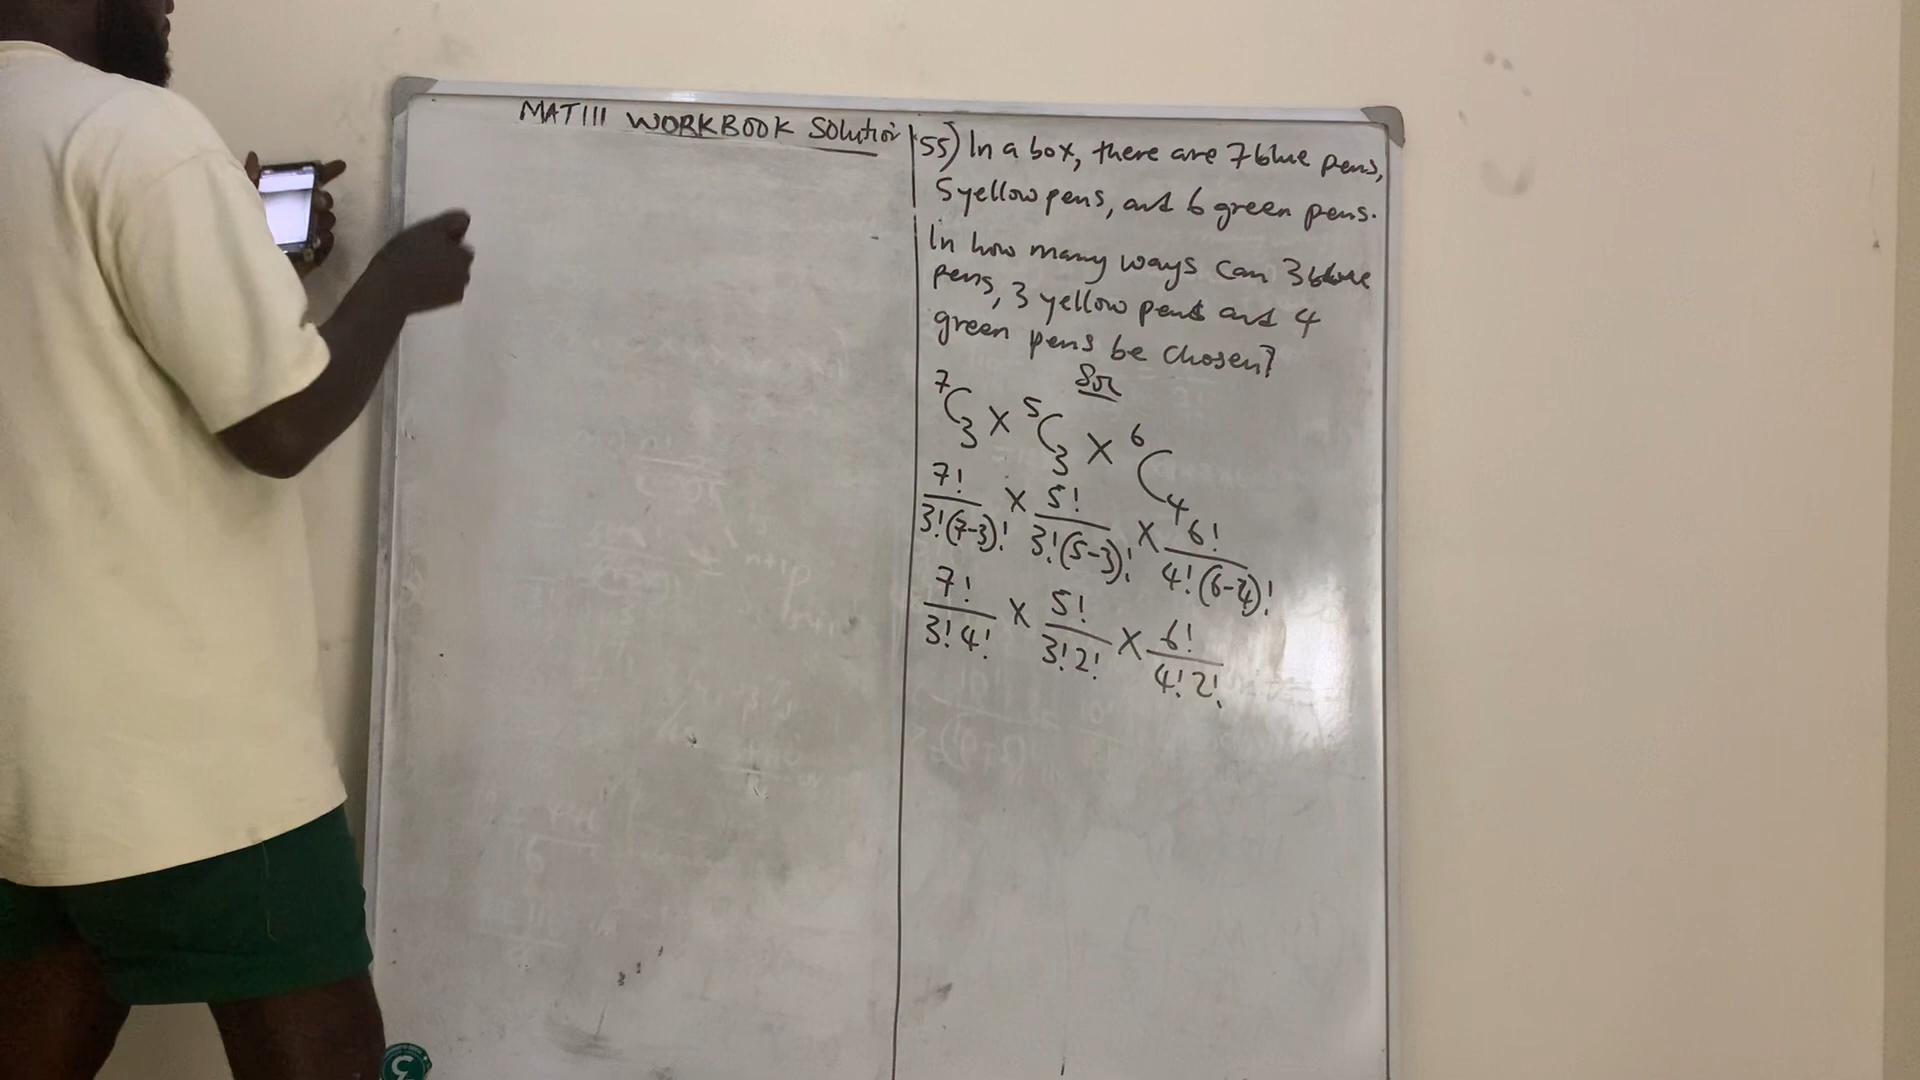 MAT111 WORKBOOK Solution
55) In a box, there are 7 blue pens,
5 yellow pens, and 6 green pens.
In how many ways can 3 blue
pens, 3 yellow pens and 4
green pens be chosen?
Sol
⁷C₃ × ⁵C₃ × ⁶C₄
7!/3!(7-3)! × 5!/3!(5-3)! × 6!/4!(6-4)!
7!/3!4! × 5!/3!2! × 6!/4!2!